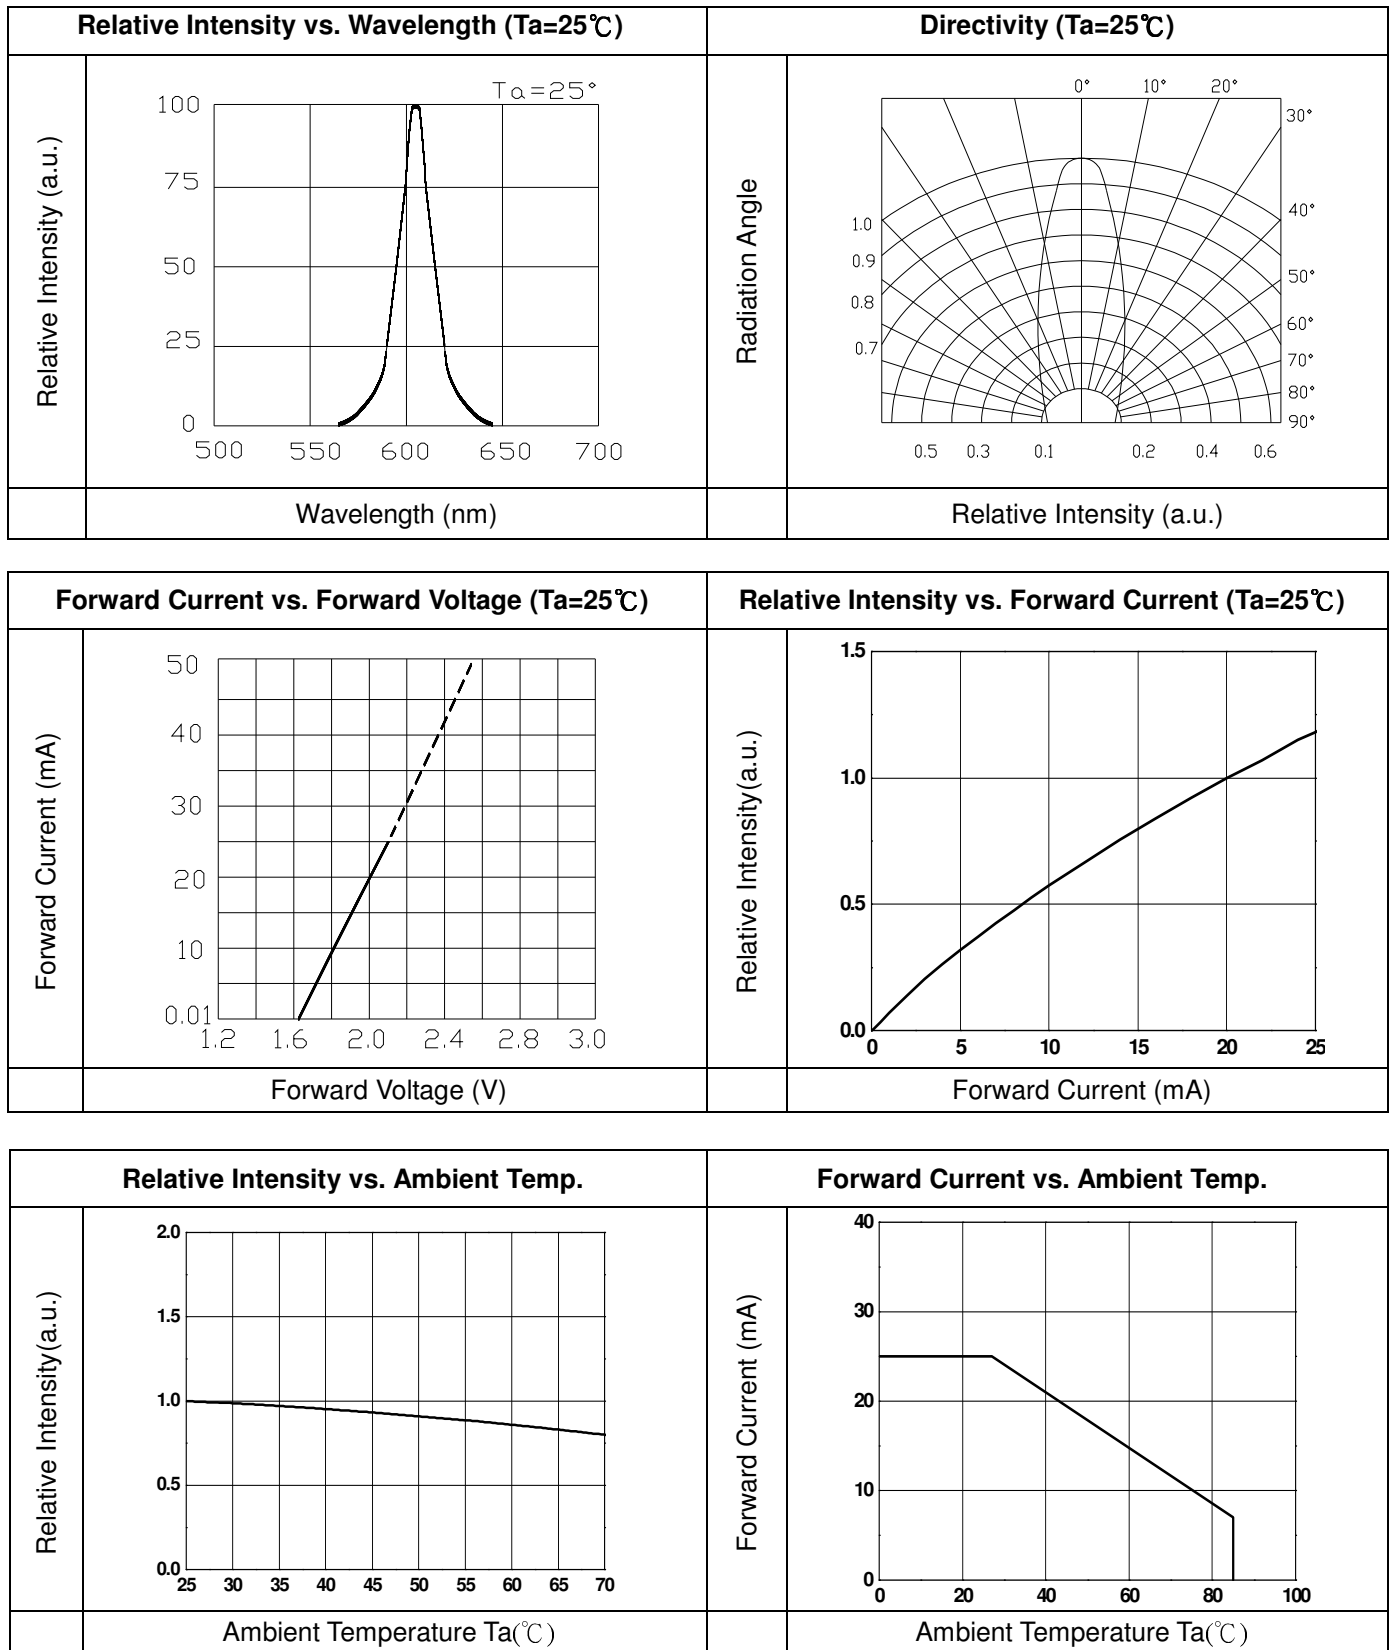 Relative Intensity vs. Wavelength (Ta=25℃)
Directivity (Ta=25℃)
Relative Intensity (a.u.)
Ta=25°
100
75
50
25
0
500 550 600 650 700
Wavelength (nm)
Radiation Angle
0° 10° 20°
30°
40°
50°
60°
70°
80°
90°
1.0
0.9
0.8
0.7
0.5 0.3 0.1 0.2 0.4 0.6
Relative Intensity (a.u.)
Forward Current vs. Forward Voltage (Ta=25℃)
Relative Intensity vs. Forward Current (Ta=25℃)
Forward Current (mA)
50
40
30
20
10
0.01
1.2 1.6 2.0 2.4 2.8 3.0
Forward Voltage (V)
Relative Intensity(a.u.)
1.5
1.0
0.5
0.0
0 5 10 15 20 25
Forward Current (mA)
Relative Intensity vs. Ambient Temp.
Forward Current vs. Ambient Temp.
Relative Intensity(a.u.)
2.0
1.5
1.0
0.5
0.0
25 30 35 40 45 50 55 60 65 70
Ambient Temperature Ta(℃)
Forward Current (mA)
40
30
20
10
0
0 20 40 60 80 100
Ambient Temperature Ta(℃)